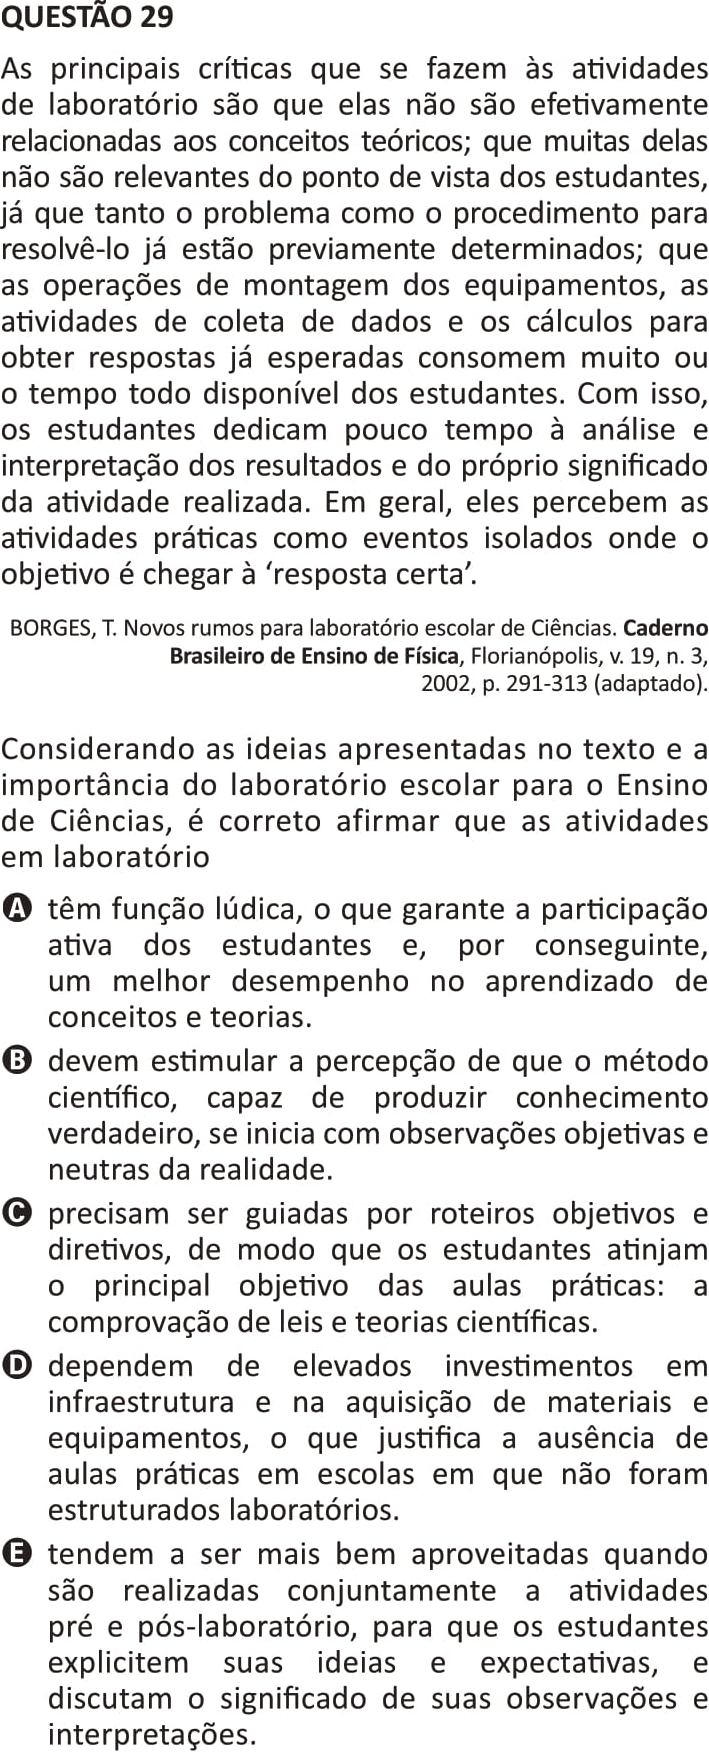 QUESTÃO 29
As principais críticas que se fazem às atividades
de laboratório são que elas não são efetivamente
relacionadas aos conceitos teóricos; que muitas delas
não são relevantes do ponto de vista dos estudantes,
já que tanto o problema como o procedimento para
resolvê-lo já estão previamente determinados; que
as operações de montagem dos equipamentos, as
atividades de coleta de dados e os cálculos para
obter respostas já esperadas consomem muito ou
o tempo todo disponível dos estudantes. Com isso,
os estudantes dedicam pouco tempo à análise e
interpretação dos resultados e do próprio significado
da atividade realizada. Em geral, eles percebem as
atividades práticas como eventos isolados onde o
objetivo é chegar à ‘resposta certa’.
BORGES, T. Novos rumos para laboratório escolar de Ciências. Caderno
Brasileiro de Ensino de Física, Florianópolis, v. 19, n. 3,
2002, p. 291-313 (adaptado).
Considerando as ideias apresentadas no texto e a
importância do laboratório escolar para o Ensino
de Ciências, é correto afirmar que as atividades
em laboratório
A têm função lúdica, o que garante a participação
ativa dos estudantes e, por conseguinte,
um melhor desempenho no aprendizado de
conceitos e teorias.
B devem estimular a percepção de que o método
científico, capaz de produzir conhecimento
verdadeiro, se inicia com observações objetivas e
neutras da realidade.
C precisam ser guiadas por roteiros objetivos e
diretivos, de modo que os estudantes atinjam
o principal objetivo das aulas práticas: a
comprovação de leis e teorias científicas.
D dependem de elevados investimentos em
infraestrutura e na aquisição de materiais e
equipamentos, o que justifica a ausência de
aulas práticas em escolas em que não foram
estruturados laboratórios.
E tendem a ser mais bem aproveitadas quando
são realizadas conjuntamente a atividades
pré e pós-laboratório, para que os estudantes
explicitem suas ideias e expectativas, e
discutam o significado de suas observações e
interpretações.